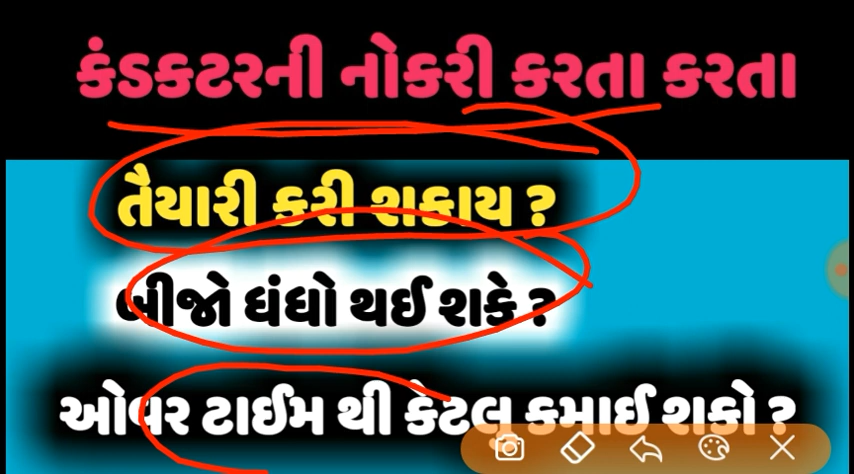 કંડકટરની નોકરી કરતા કરતા
તૈયારી કરી શકાય ?
બીજો ધંધો થઈ શકે ?
ઓવર ટાઈમ થી કેટલુ કમાઈ શકો ?